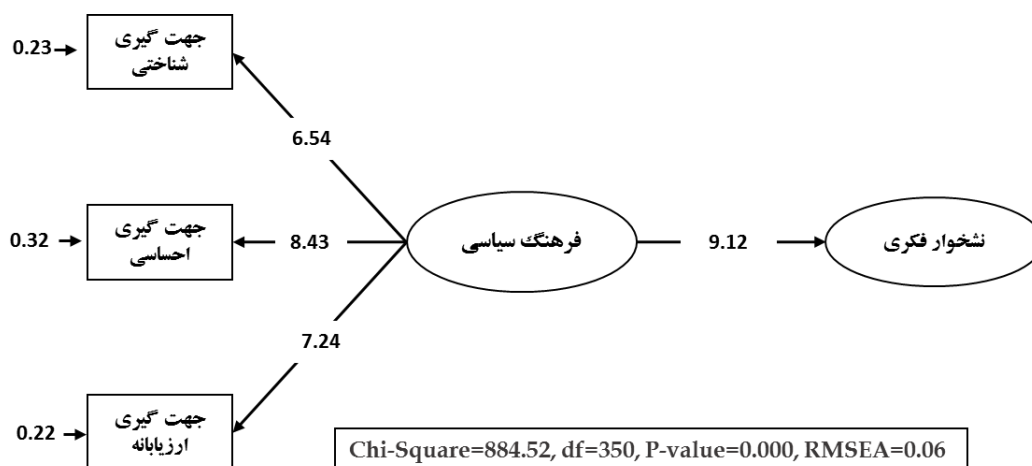 0.23
جهت گیری
شناختی
6.54
0.32
جهت گیری
احساسی
8.43
فرهنگ سیاسی
9.12
نشخوار فکری
7.24
0.22
جهت گیری
ارزیابانه
Chi-Square=884.52, df=350, P-value=0.000, RMSEA=0.06